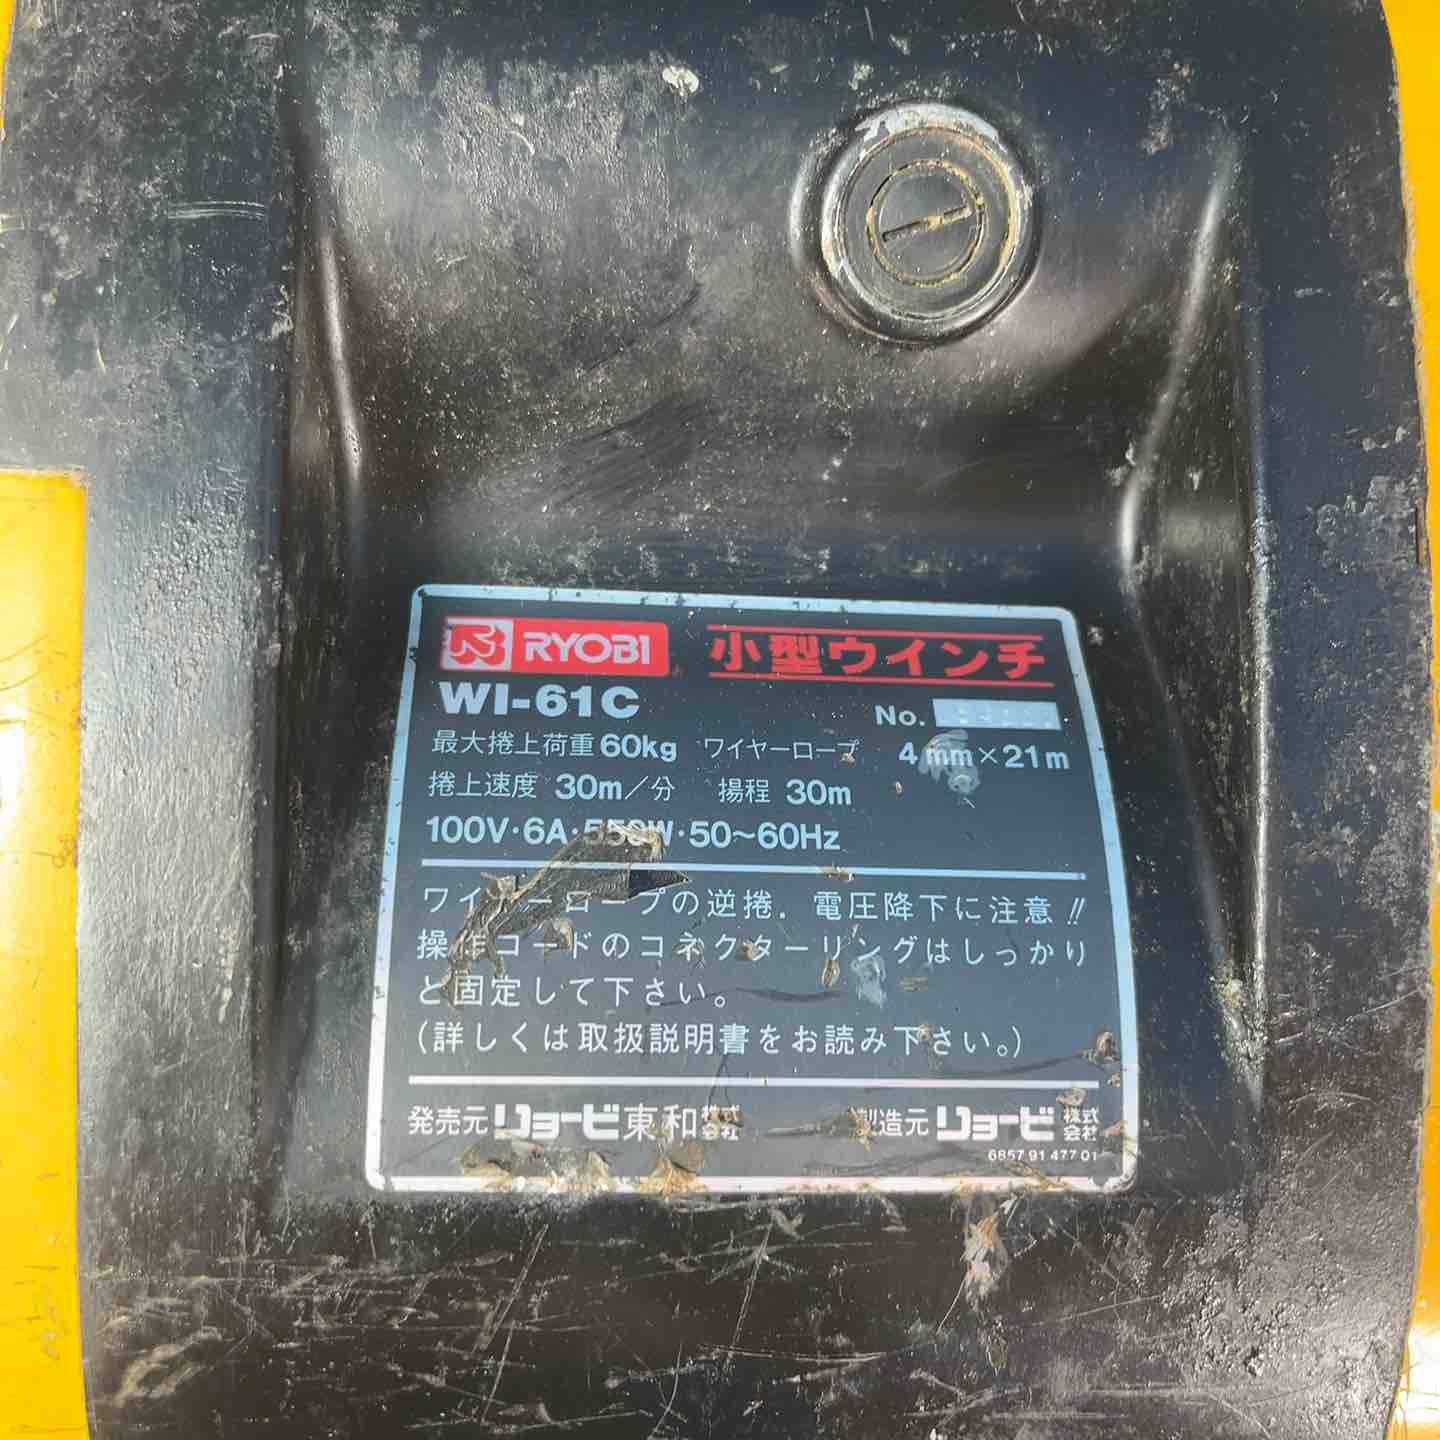 RYOBI 小型ウインチ
WI-61C No.
最大捲上荷重60kg ワイヤーロープ 4mm×21m
捲上速度 30m/分 揚程 30m
100V·6A·550W·50~60Hz
ワイヤーロープの逆捲.電圧降下に注意!!
操作コードのコネクターリングはしっかり
と固定して下さい。
(詳しくは取扱説明書をお読み下さい。)
発売元 リョービ東和株式会社 製造元 リョービ株式会社
6857 91 477 01